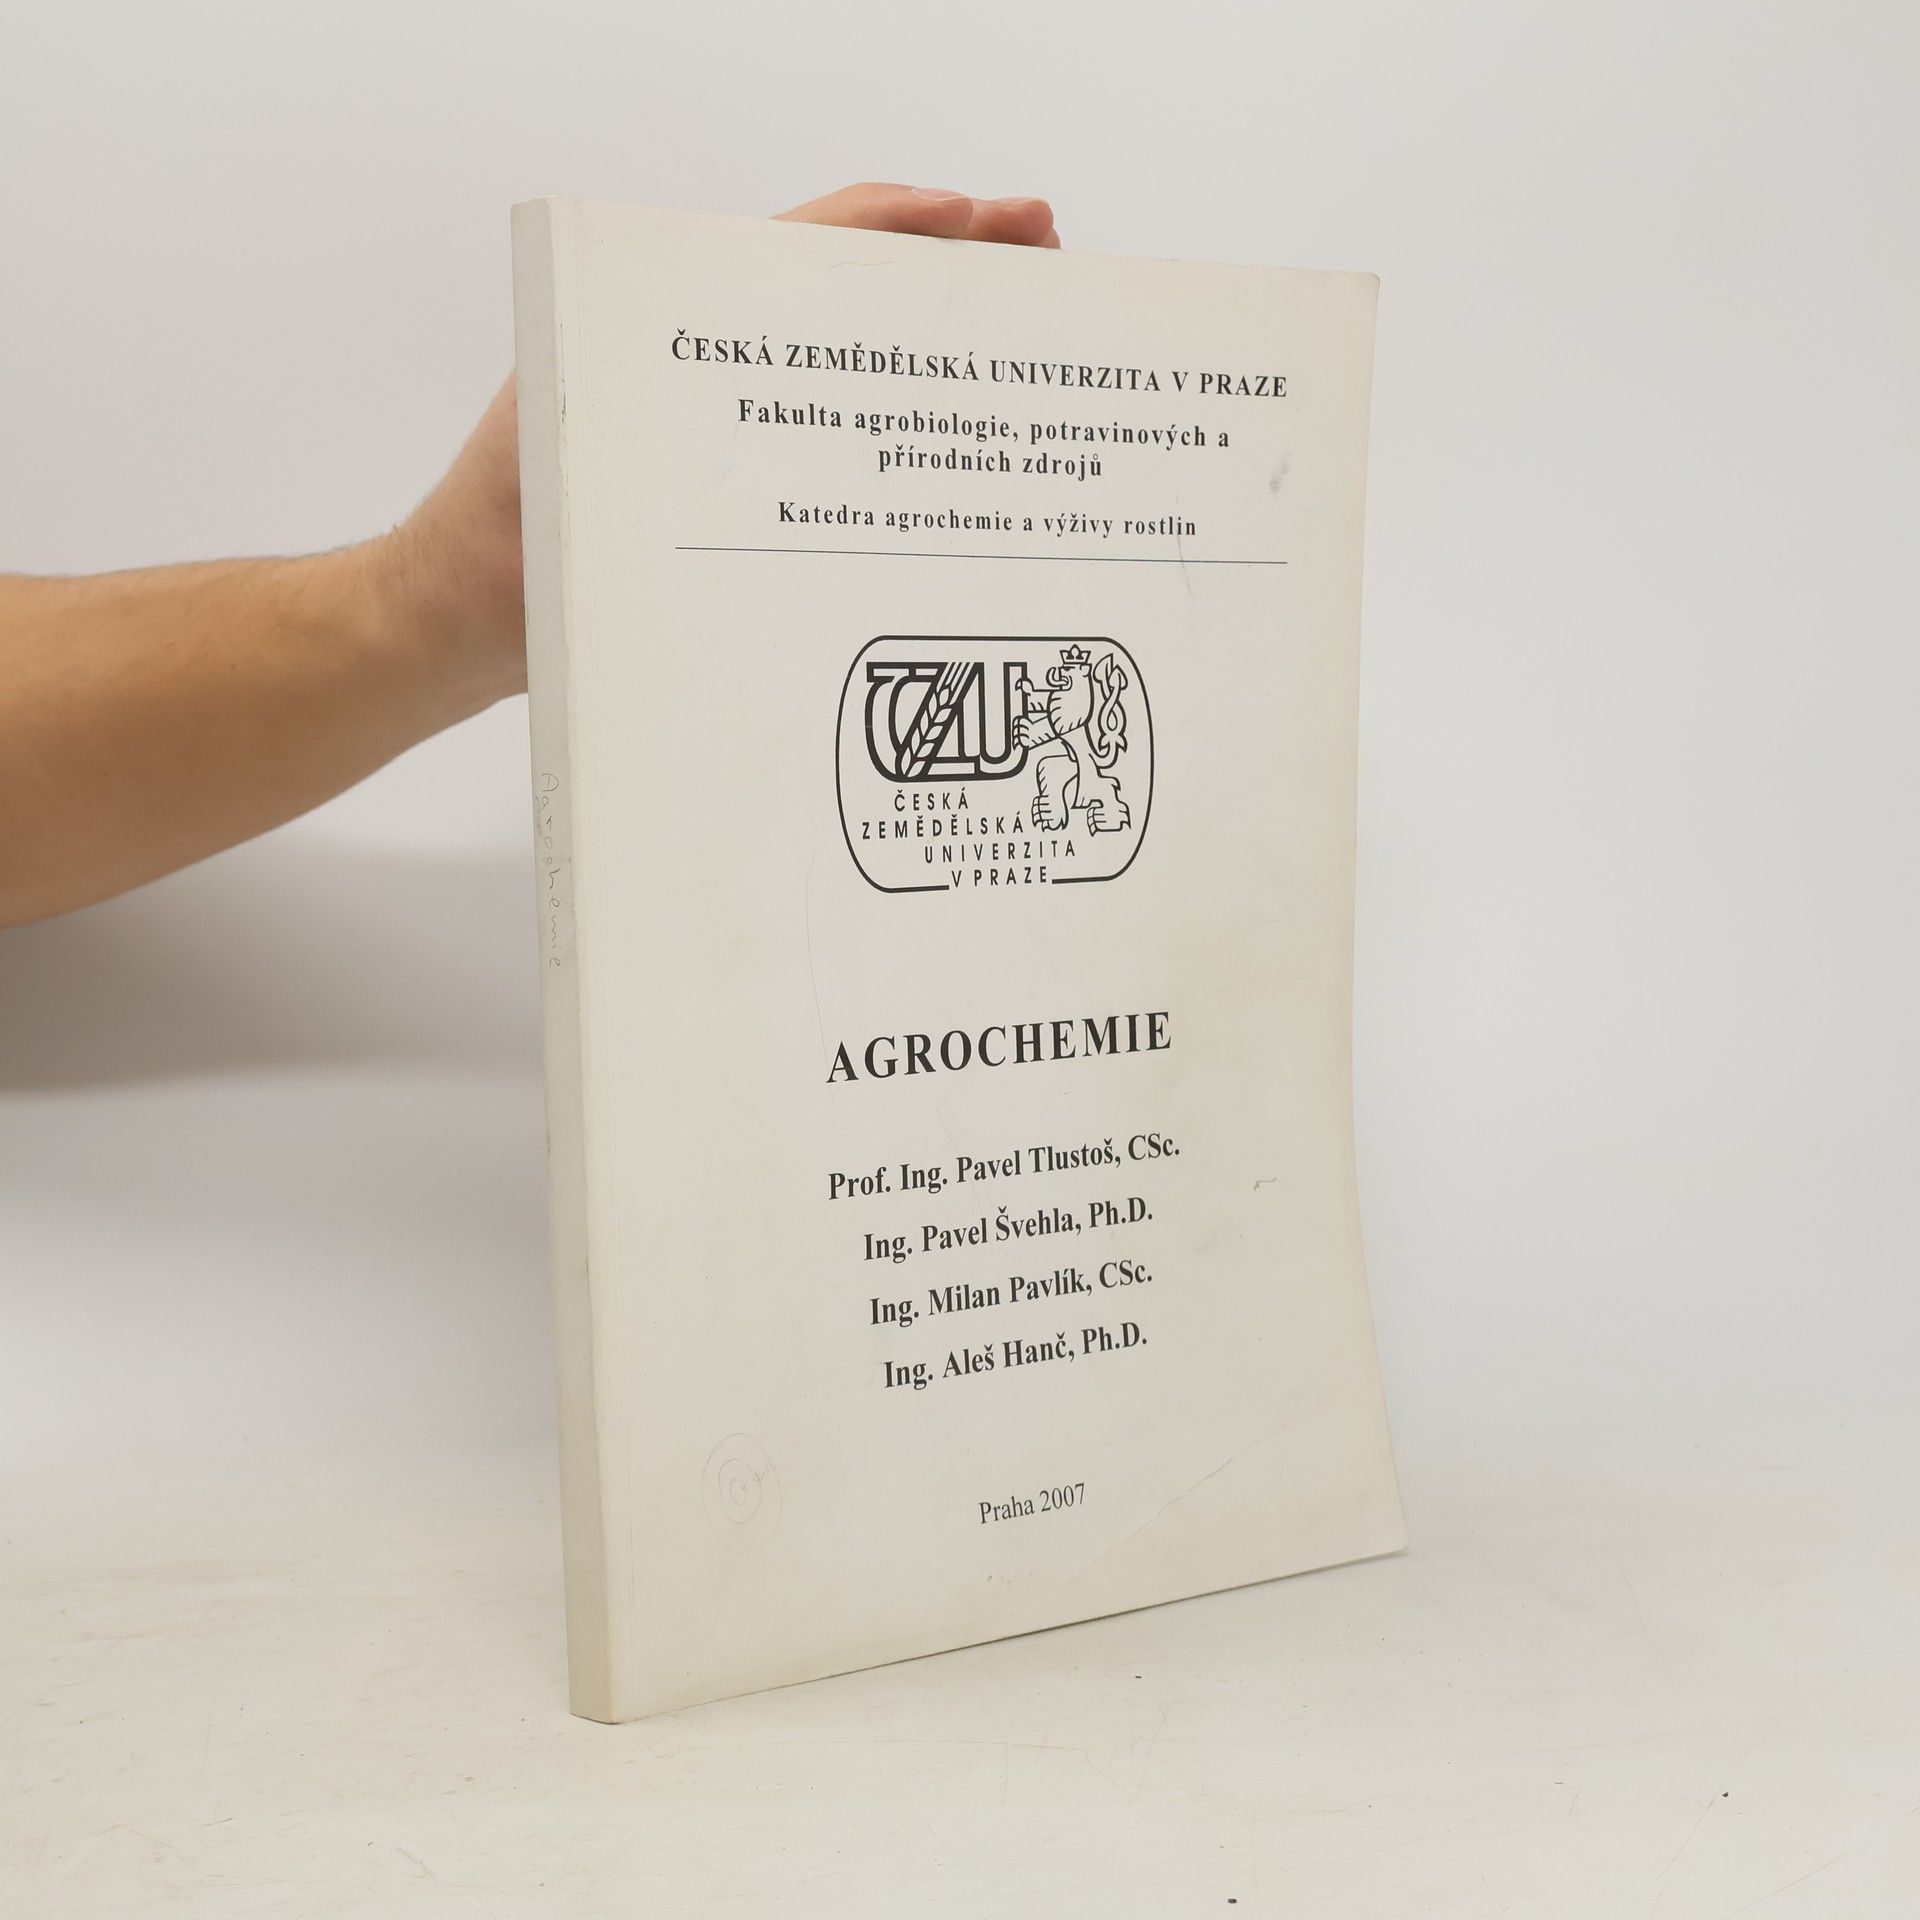 ČESKÁ ZEMĚDĚLSKÁ UNIVERZITA V PRAZE
Fakulta agrobiologie, potravinových a
přírodních zdrojů
Katedra agrochemie a výživy rostlin
ČZU
ČESKÁ
ZEMĚDĚLSKÁ
UNIVERZITA
V PRAZE
AGROCHEMIE
Prof. Ing. Pavel Tlustoš, CSc.
Ing. Pavel Švehla, Ph.D.
Ing. Milan Pavlík, CSc.
Ing. Aleš Hanč, Ph.D.
Praha 2007
Agrochemie